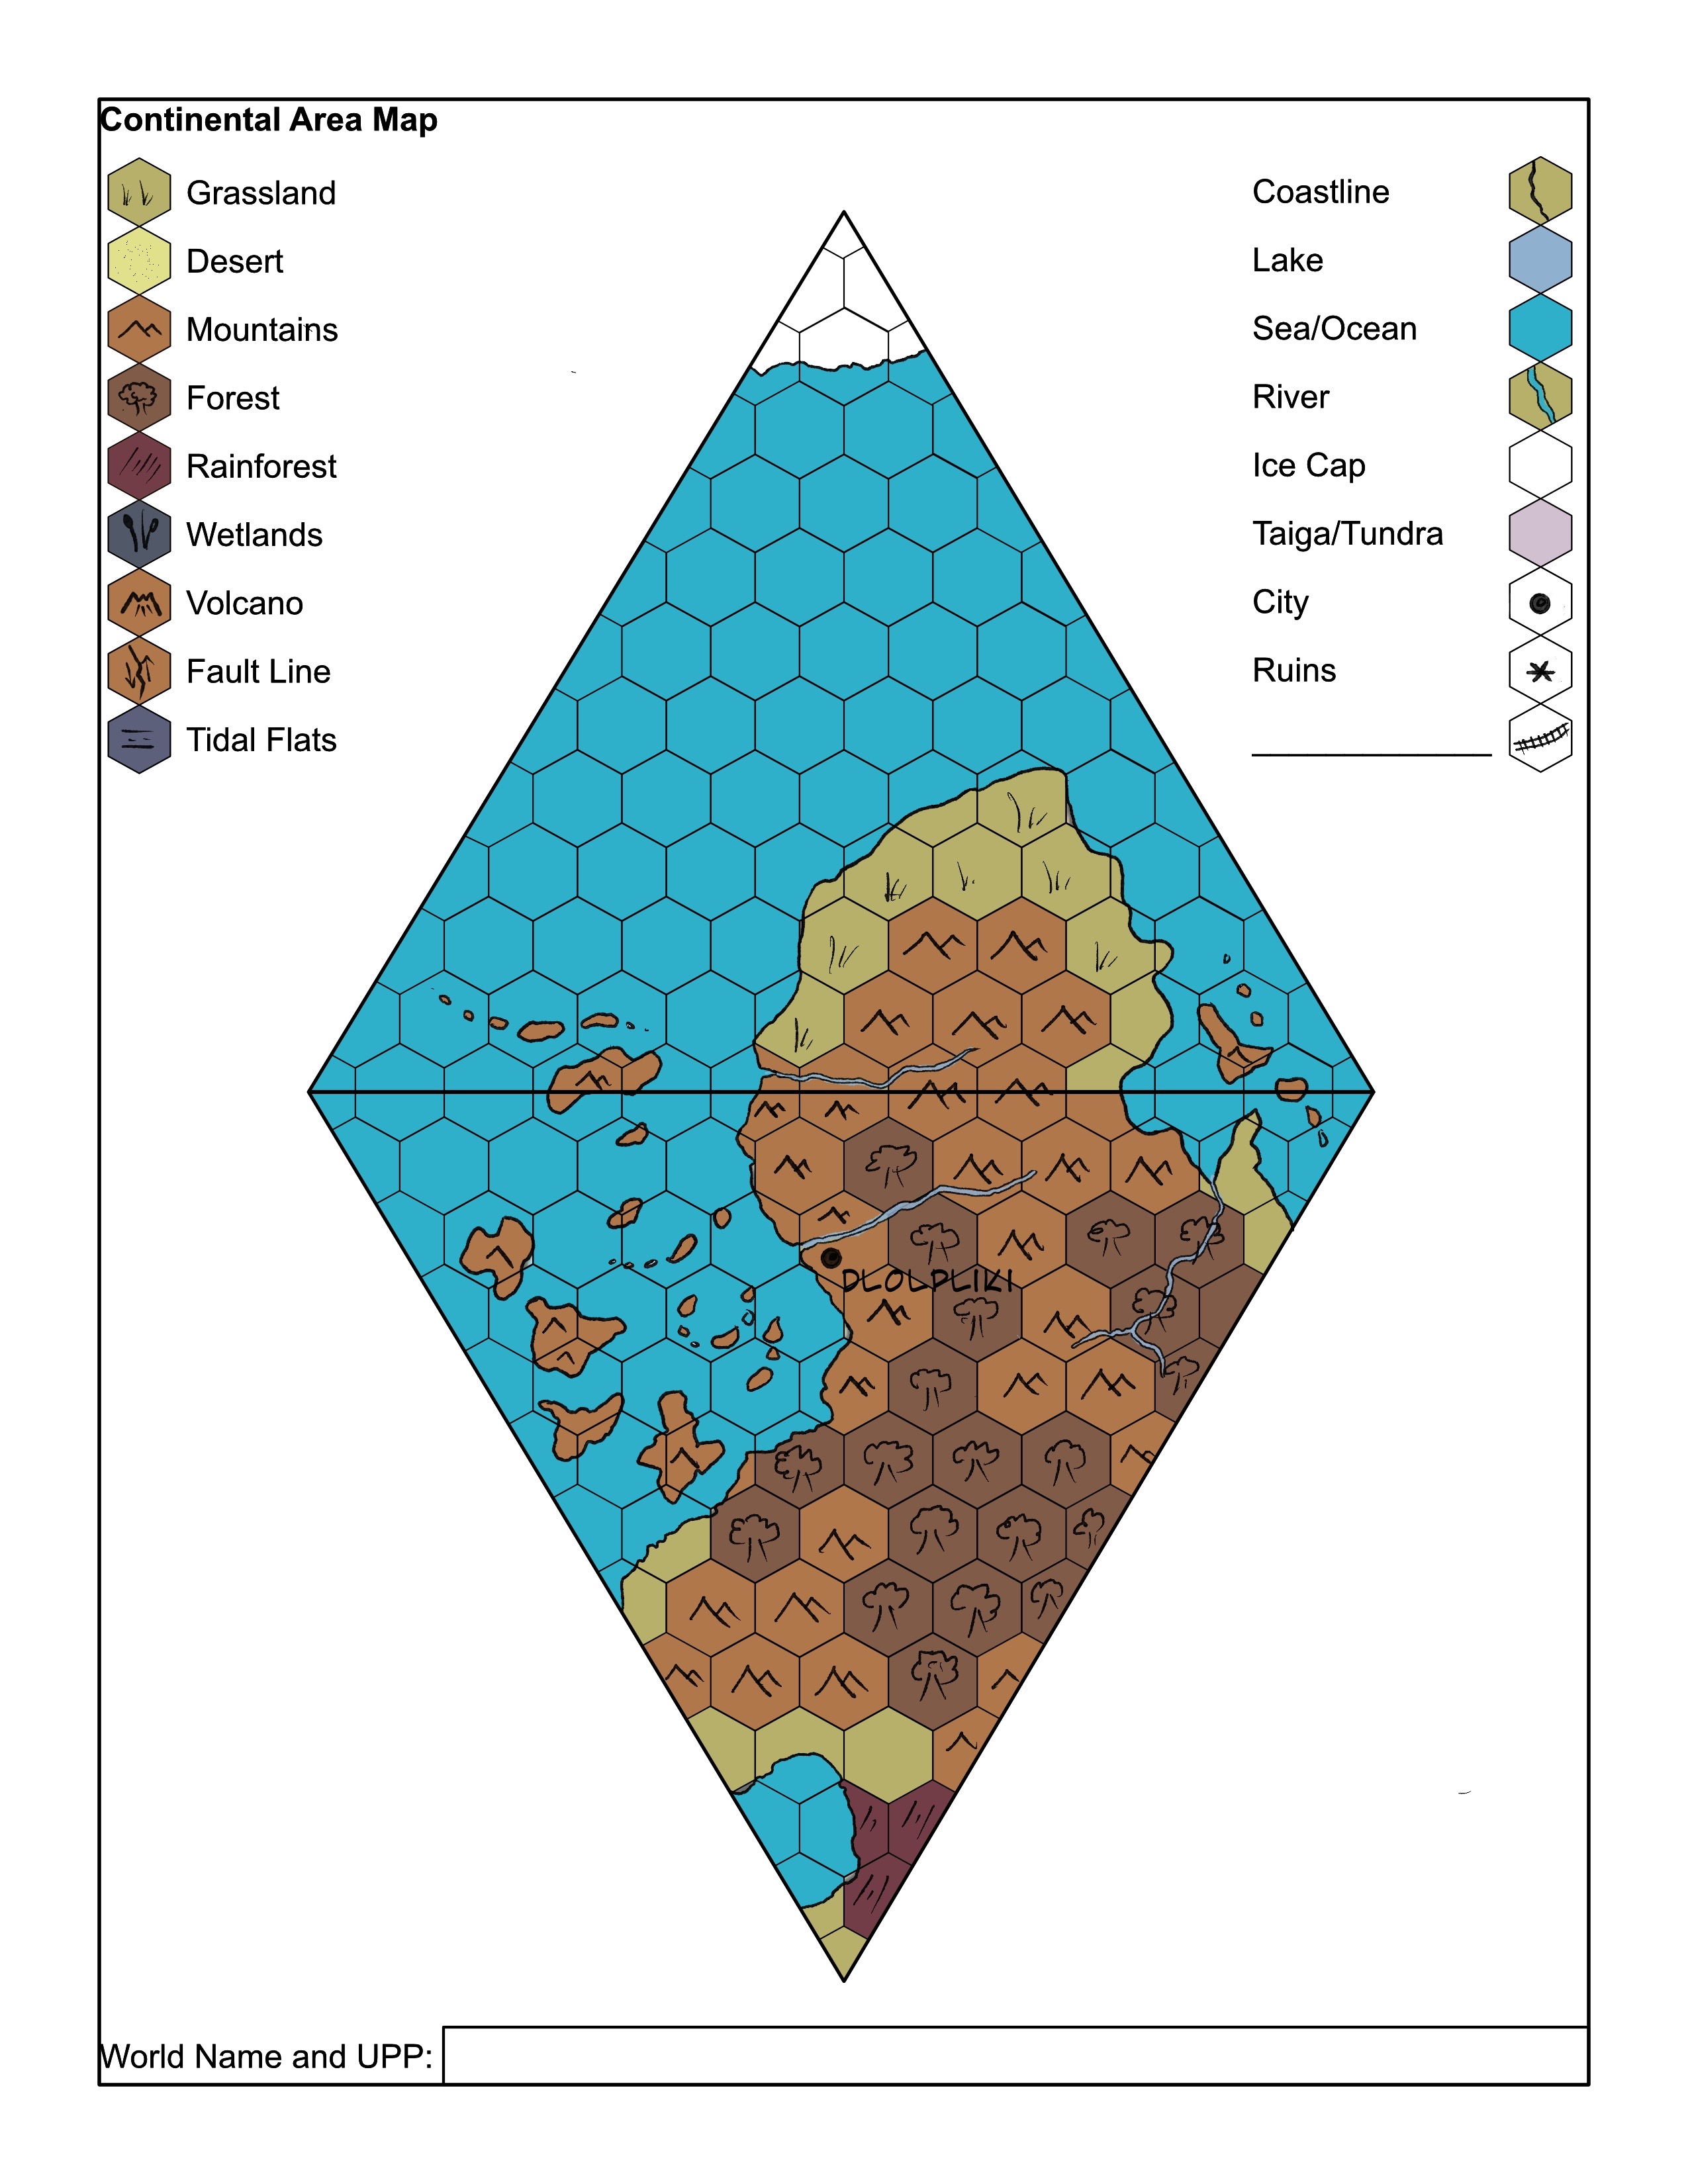 Continental Area Map
Grassland
Desert
Mountains
Forest
Rainforest
Wetlands
Volcano
Fault Line
Tidal Flats
Coastline
Lake
Sea/Ocean
River
Ice Cap
Taiga/Tundra
City
Ruins
DLOLPLIKI
World Name and UPP: